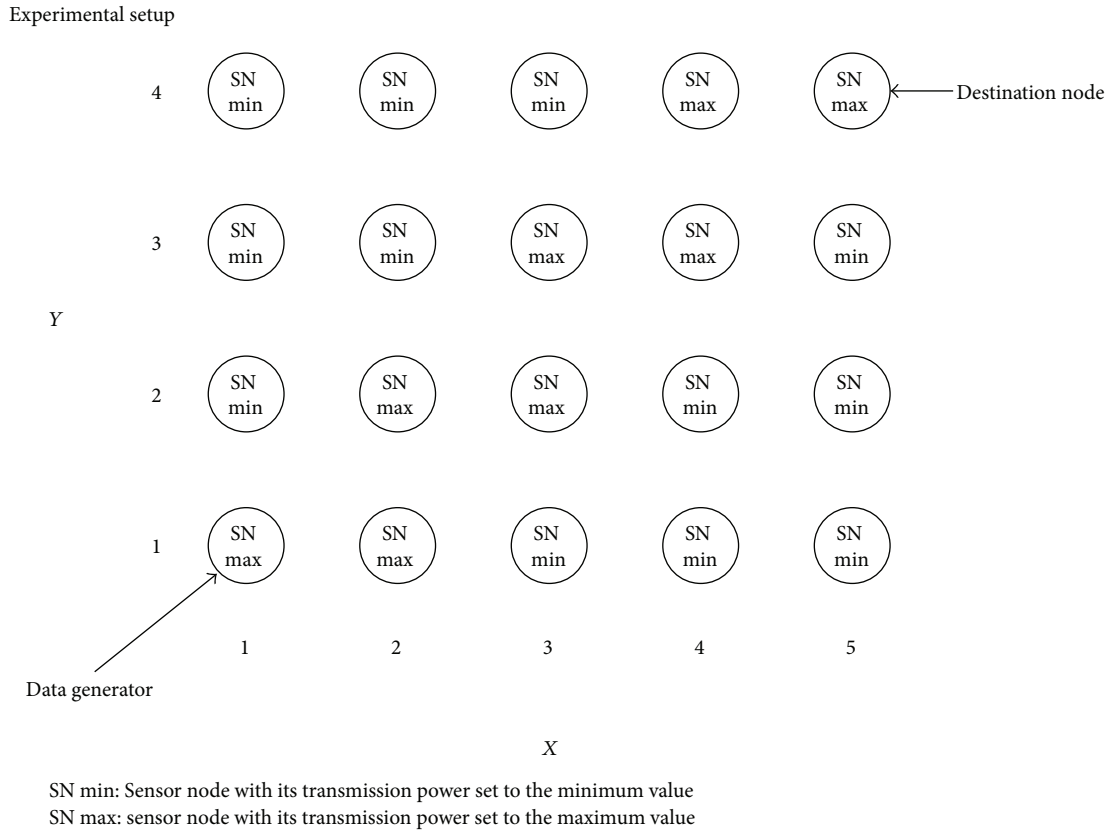 Experimental setup
4
SN
min
SN
min
SN
min
SN
max
SN
max
Destination node
3
SN
min
SN
min
SN
max
SN
max
SN
min
Y
2
SN
min
SN
max
SN
max
SN
min
SN
min
1
SN
max
SN
max
SN
min
SN
min
SN
min
1 2 3 4 5
Data generator
X
SN min: Sensor node with its transmission power set to the minimum value
SN max: sensor node with its transmission power set to the maximum value